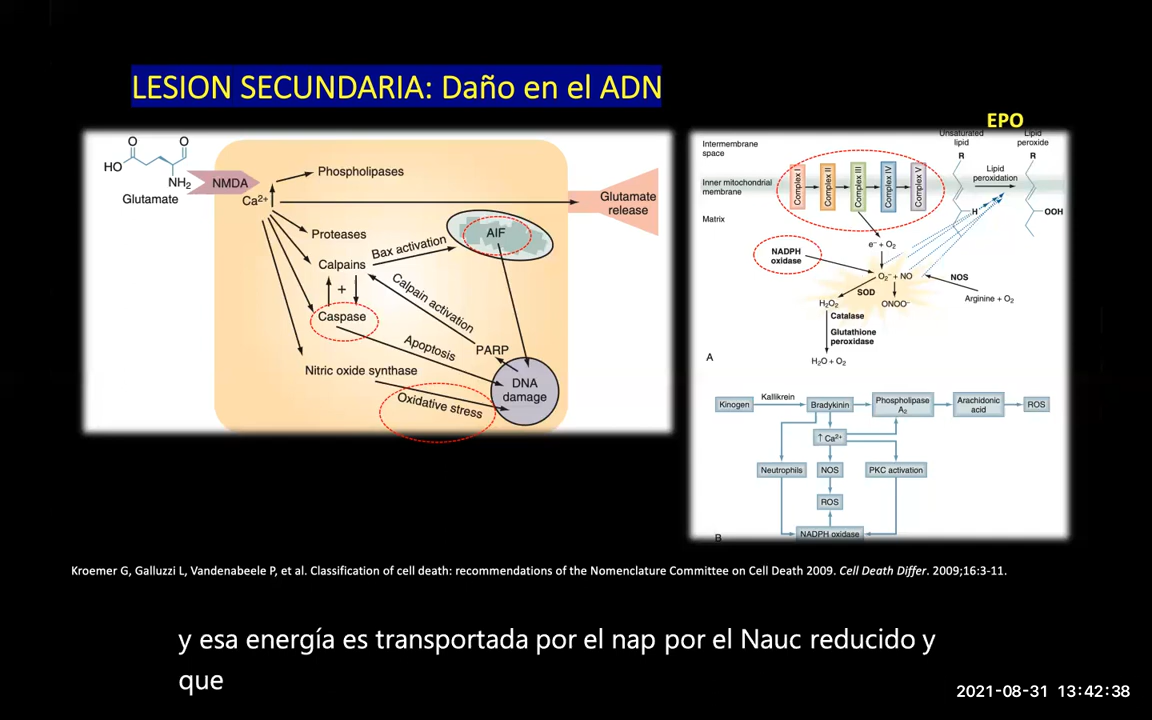 LESION SECUNDARIA: Daño en el ADN
O
O
HO
NH2
Glutamate
NMDA
Ca2+
Phospholipases
Glutamate
release
Proteases
Bax activation
AIF
Calpains
+
Calpain activation
Caspase
Apoptosis
PARP
Nitric oxide synthase
DNA
damage
Oxidative stress
EPO
Intermembrane
space
Unsaturated
lipid
Lipid
peroxide
R
R
Inner mitochondrial
membrane
Complex I
Complex II
Complex III
Complex IV
Complex V
Lipid
peroxidation
Matrix
H
OOH
e− + O2
NADPH
oxidase
O2− + NO
NOS
SOD
Arginine + O2
H2O2
ONOO−
Catalase
Glutathione
peroxidase
H2O + O2
A
Kinogen
Kallikrein
Bradykinin
Phospholipase
A2
Arachidonic
acid
ROS
↑ Ca2+
Neutrophils
NOS
PKC activation
ROS
NADPH oxidase
B
Kroemer G, Galluzzi L, Vandenabeele P, et al. Classification of cell death: recommendations of the Nomenclature Committee on Cell Death 2009. Cell Death Differ. 2009;16:3-11.
y esa energía es transportada por el nap por el Nauc reducido y
que
2021-08-31 13:42:38